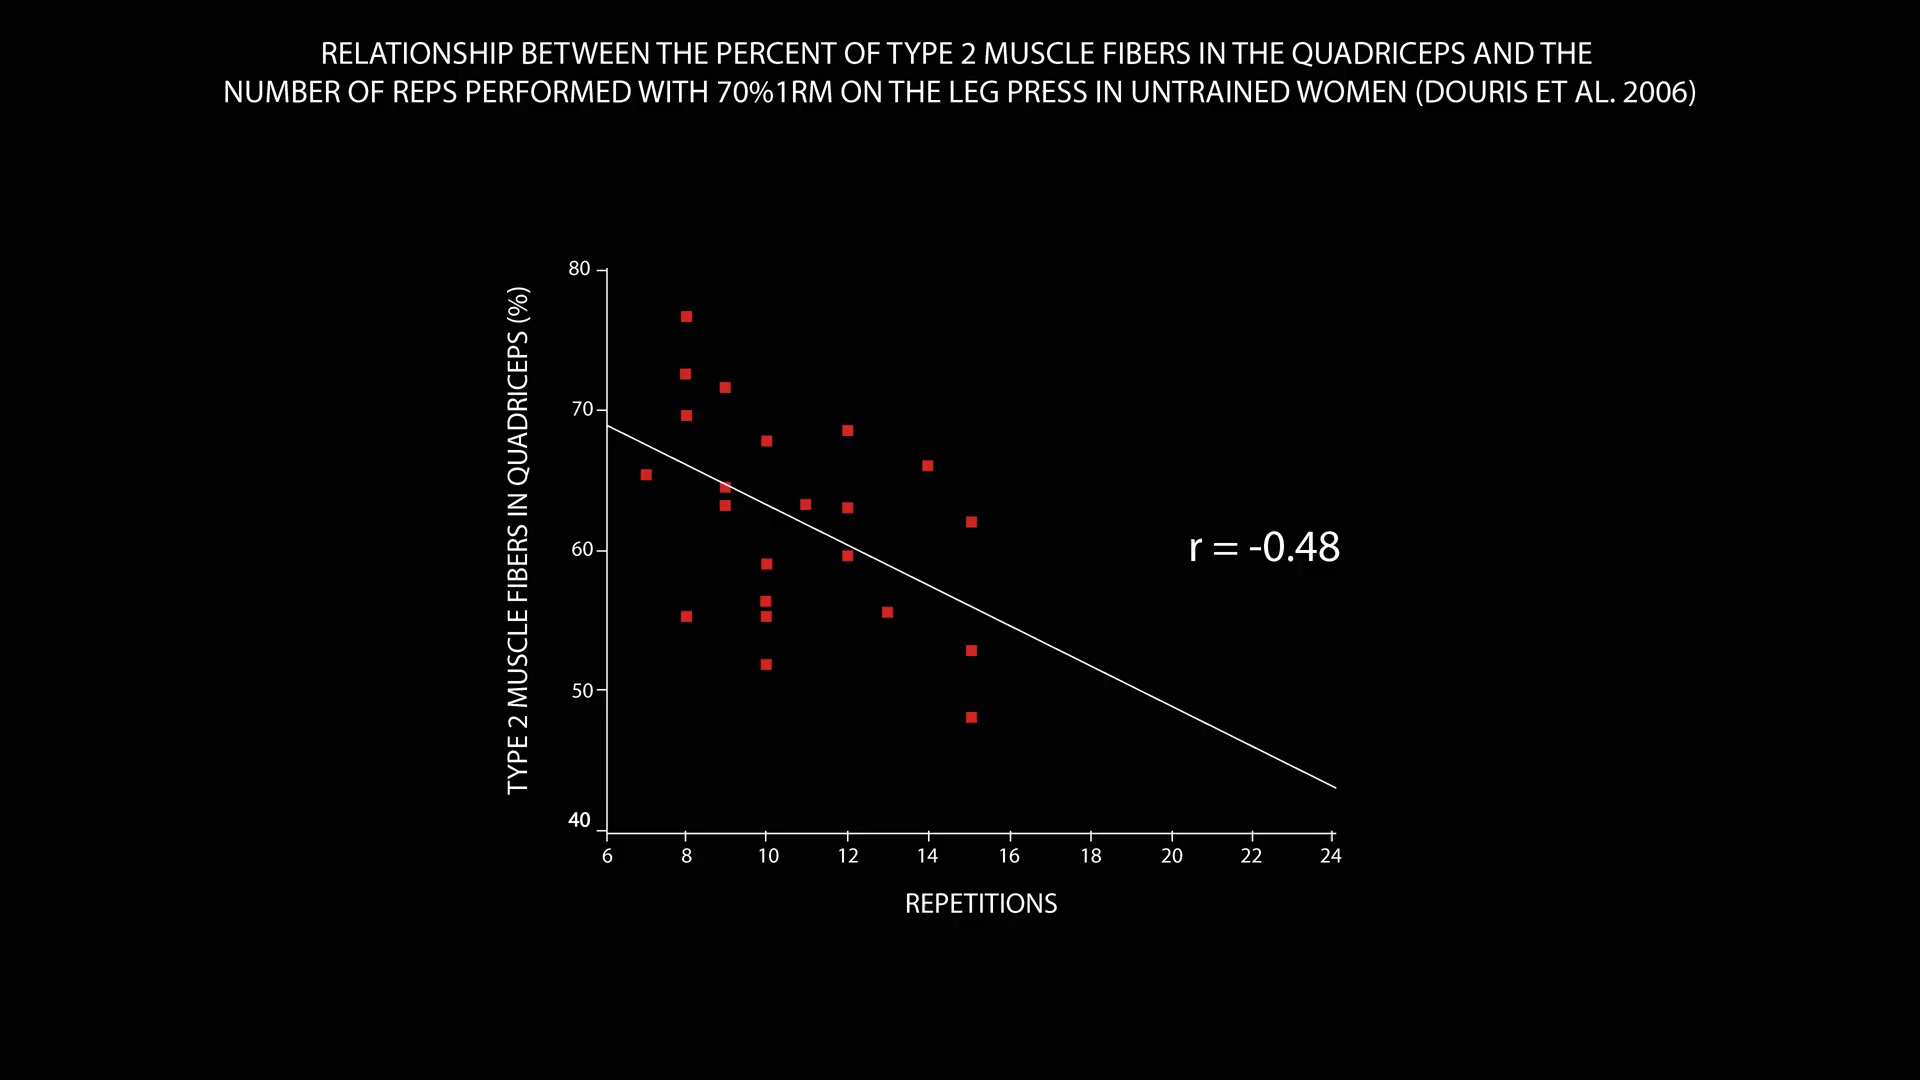 RELATIONSHIP BETWEEN THE PERCENT OF TYPE 2 MUSCLE FIBERS IN THE QUADRICEPS AND THE
NUMBER OF REPS PERFORMED WITH 70%1RM ON THE LEG PRESS IN UNTRAINED WOMEN (DOURIS ET AL. 2006)
TYPE 2 MUSCLE FIBERS IN QUADRICEPS (%)
80
70
60
50
40
r = -0.48
6 8 10 12 14 16 18 20 22 24
REPETITIONS